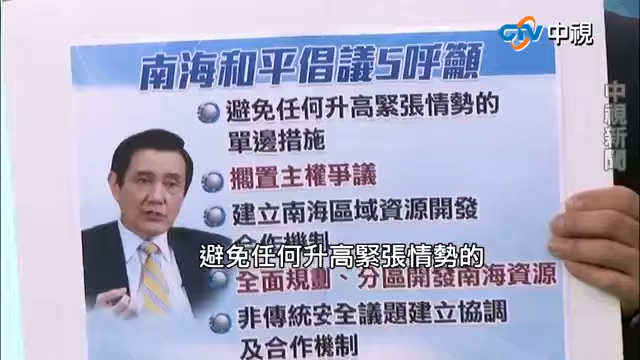 CTV中視
中視新聞
南海和平倡議5呼籲
避免任何升高緊張情勢的
單邊措施
擱置主權爭議
建立南海區域資源開發
合作機制
避免任何升高緊張情勢的
全面規劃、分區開發南海資源
非傳統安全議題建立協調
及合作機制